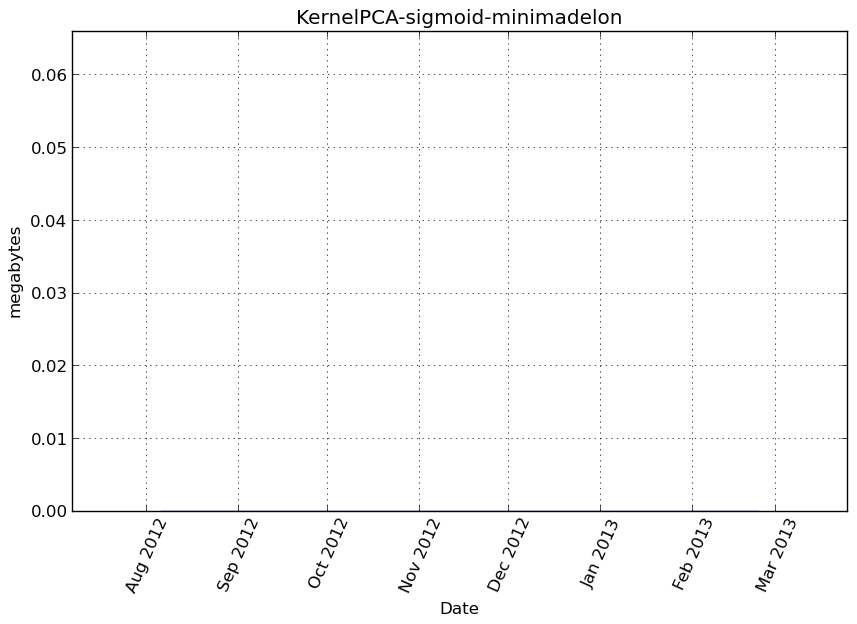 KernelPCA-sigmoid-minimadelon
0.06
0.05
0.04
0.03
0.02
0.01
0.00
megabytes
Aug 2012
Sep 2012
Oct 2012
Nov 2012
Dec 2012
Jan 2013
Feb 2013
Mar 2013
Date